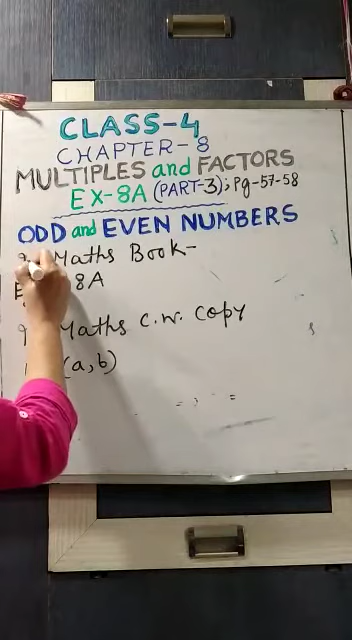 CLASS-4
CHAPTER-8
MULTIPLES and FACTORS
EX-8A (PART-3); Pg-57-58
ODD and EVEN NUMBERS
Maths Book-
8A
Maths C.W. Copy
(a,b)